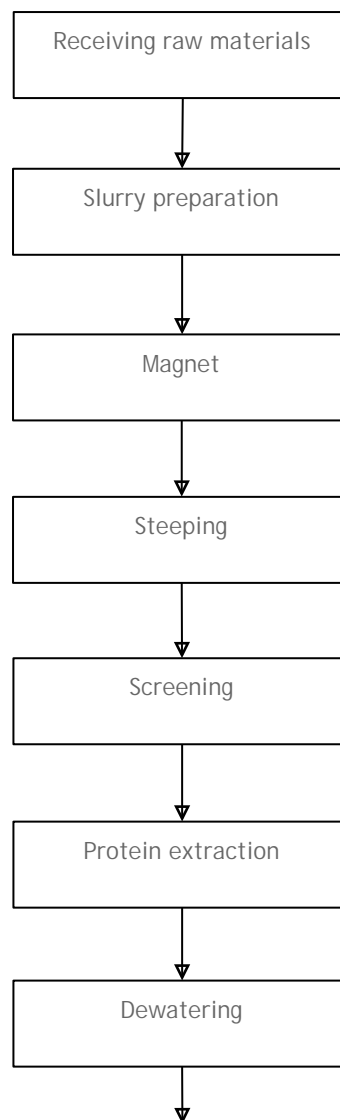 Receiving raw materials
Slurry preparation
Magnet
Steeping
Screening
Protein extraction
Dewatering